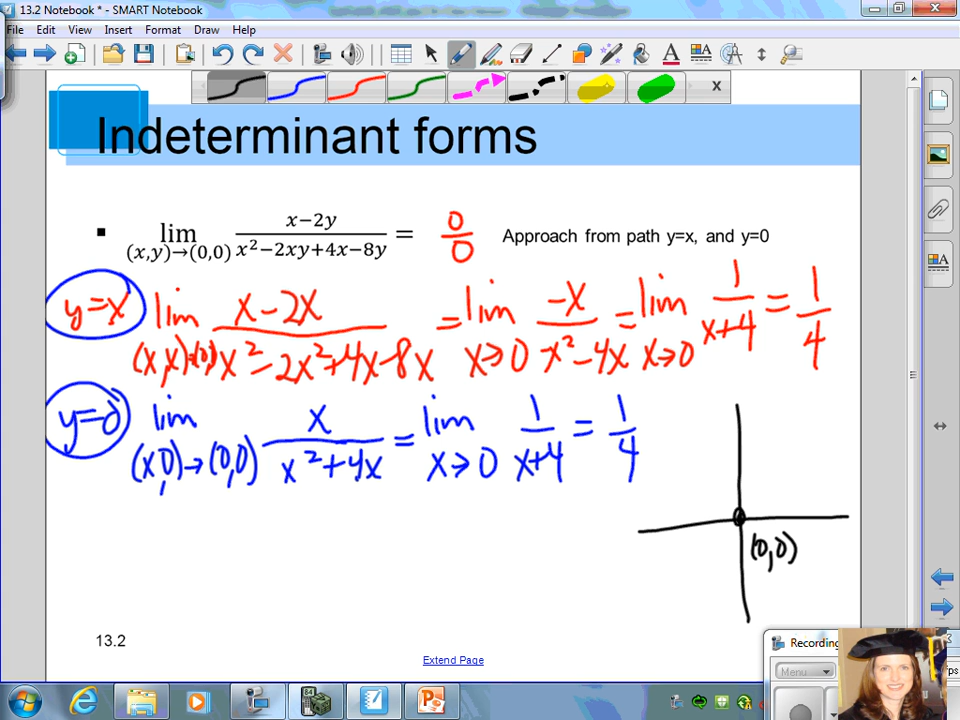 13.2 Notebook * - SMART Notebook
File Edit View Insert Format Draw Help
x
Indeterminant forms
▪ lim (x,y)→(0,0) x−2y / x²−2xy+4x−8y = 0/0 Approach from path y=x, and y=0
y=x lim (x,x)→(0,0) x−2x / x²−2x²+4x−8x = lim x→0 −x / −x²−4x = lim x→0 1 / x+4 = 1/4
y=0 lim (x,0)→(0,0) x / x²+4x = lim x→0 1 / x+4 = 1/4
(0,0)
13.2
Extend Page
Recording
Menu